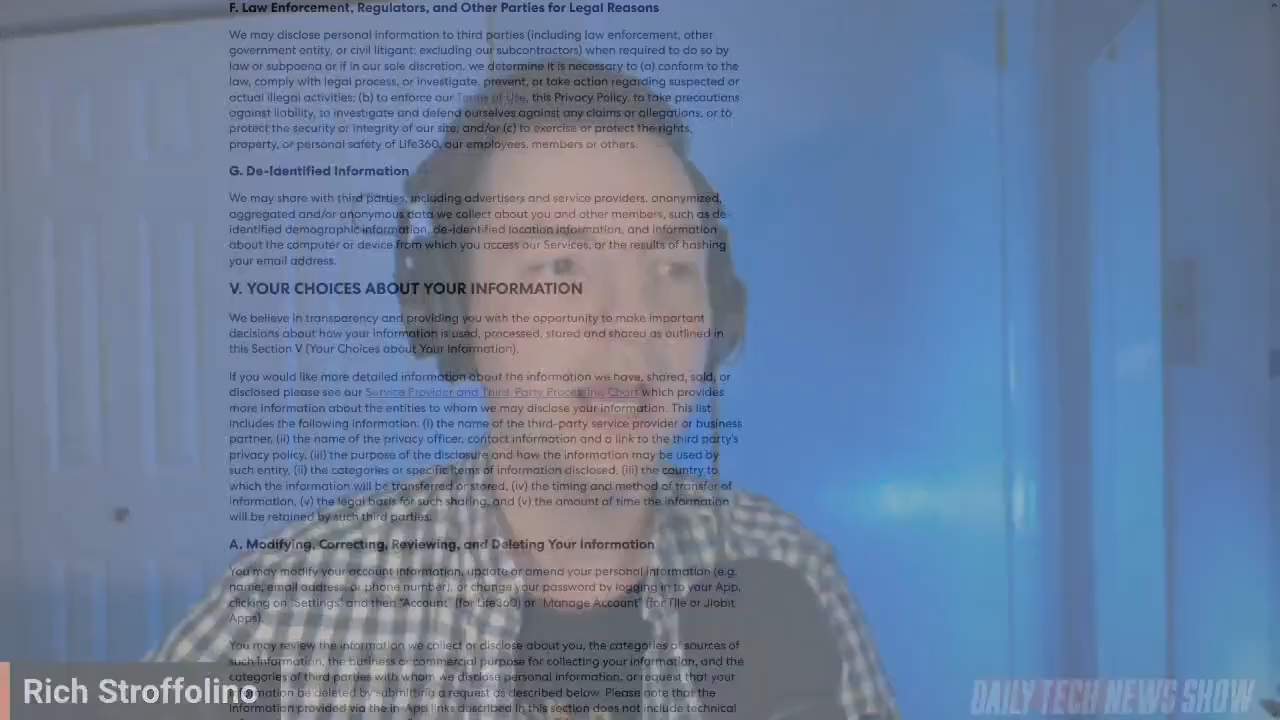 F. Law Enforcement, Regulators, and Other Parties for Legal Reasons
We may disclose personal information to third parties (including law enforcement, other
government entity, or civil litigant; excluding our subcontractors) when required to do so by
law or subpoena or if in our sole discretion, we determine it is necessary to (a) conform to the
law, comply with legal process, or investigate, prevent, or take action regarding suspected or
actual illegal activities; (b) to enforce our Terms of Use, this Privacy Policy, to take precautions
against liability, to investigate and defend ourselves against any claims or allegations, or to
protect the security or integrity of our site, and/or (c) to exercise or protect the rights,
property, or personal safety of Life360, our employees, members or others.
G. De-Identified Information
We may share with third parties, including advertisers and service providers, anonymized,
aggregated and/or anonymous data we collect about you and other members, such as de-
identified demographic information, de-identified location information, and information
about the computer or device from which you access our Services, or the results of hashing
your email address.
V. YOUR CHOICES ABOUT YOUR INFORMATION
We believe in transparency and providing you with the opportunity to make important
decisions about how your information is used, processed, stored and shared as outlined in
this Section V (Your Choices about Your Information).
If you would like more detailed information about the information we have, shared, sold, or
disclosed please see our Service Provider and Third-Party Processing Chart which provides
more information about the entities to whom we may disclose your information. This list
includes the following information: (i) the name of the third-party service provider or business
partner, (ii) the name of the privacy officer, contact information and a link to the third party's
privacy policy, (iii) the purpose of the disclosure and how the information may be used by
such entity, (ii) the categories or specific items of information disclosed, (iii) the country to
which the information will be transferred or stored, (iv) the timing and method of transfer of
information, (v) the legal basis for such sharing, and (v) the amount of time the information
will be retained by such third parties.
A. Modifying, Correcting, Reviewing, and Deleting Your Information
You may modify your account information, update or amend your personal information (e.g.
name, email address, or phone number), or change your password by logging in to your App,
clicking on "Settings" and then "Account" (for Life360) or "Manage Account" (for Tile or Jiobit
Apps).
You may review the information we collect or disclose about you, the categories of sources of
such information, the business or commercial purpose for collecting your information, and the
categories of third parties with whom we disclose personal information, or request that your
information be deleted by submitting a request as described below. Please note that the
information provided via the in-App links described in this section does not include technical
Rich Stroffolino
DAILY TECH NEWS SHOW